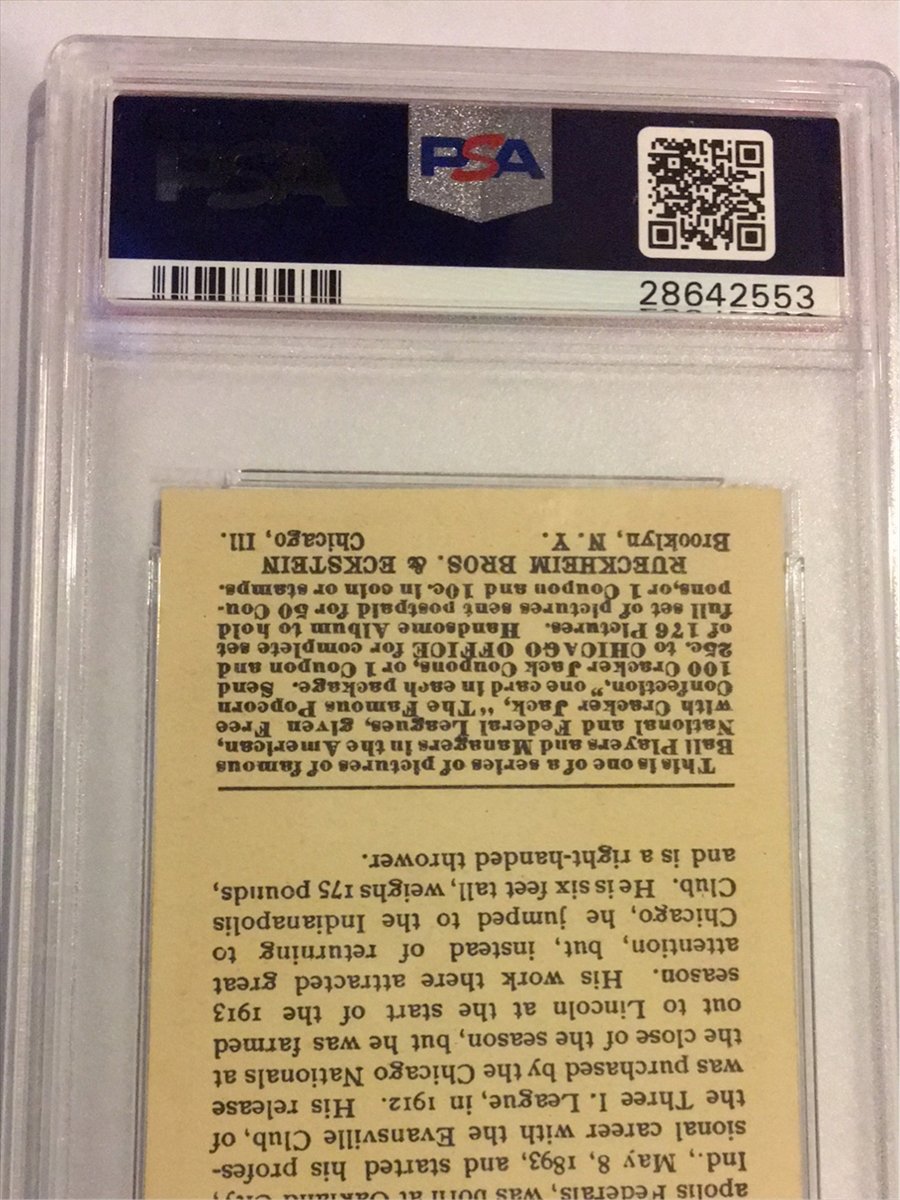 PSA
PSA
28642553
apolis Federals, was born at Oakland City,
Ind., May 8, 1893, and started his profes-
sional career with the Evansville Club, of
the Three I. League, in 1912. His release
was purchased by the Chicago Nationals at
the close of the season, but he was farmed
out to Lincoln at the start of the 1913
season. His work there attracted great
attention, but, instead of returning to
Chicago, he jumped to the Indianapolis
Club. He is six feet tall, weighs 175 pounds,
and is a right-handed thrower.
This is one of a series of pictures of famous
Ball Players and Managers in the American,
National and Federal Leagues, given Free
with Cracker Jack, "The Famous Popcorn
Confection," one card in each package. Send
100 Cracker Jack Coupons, or 1 Coupon and
25c. to CHICAGO OFFICE for complete set
of 176 Pictures. Handsome Album to hold
full set of pictures sent postpaid for 50 Cou-
pons, or 1 Coupon and 10c. in coin or stamps.
RUECKHEIM BROS. & ECKSTEIN
Brooklyn, N. Y. Chicago, Ill.